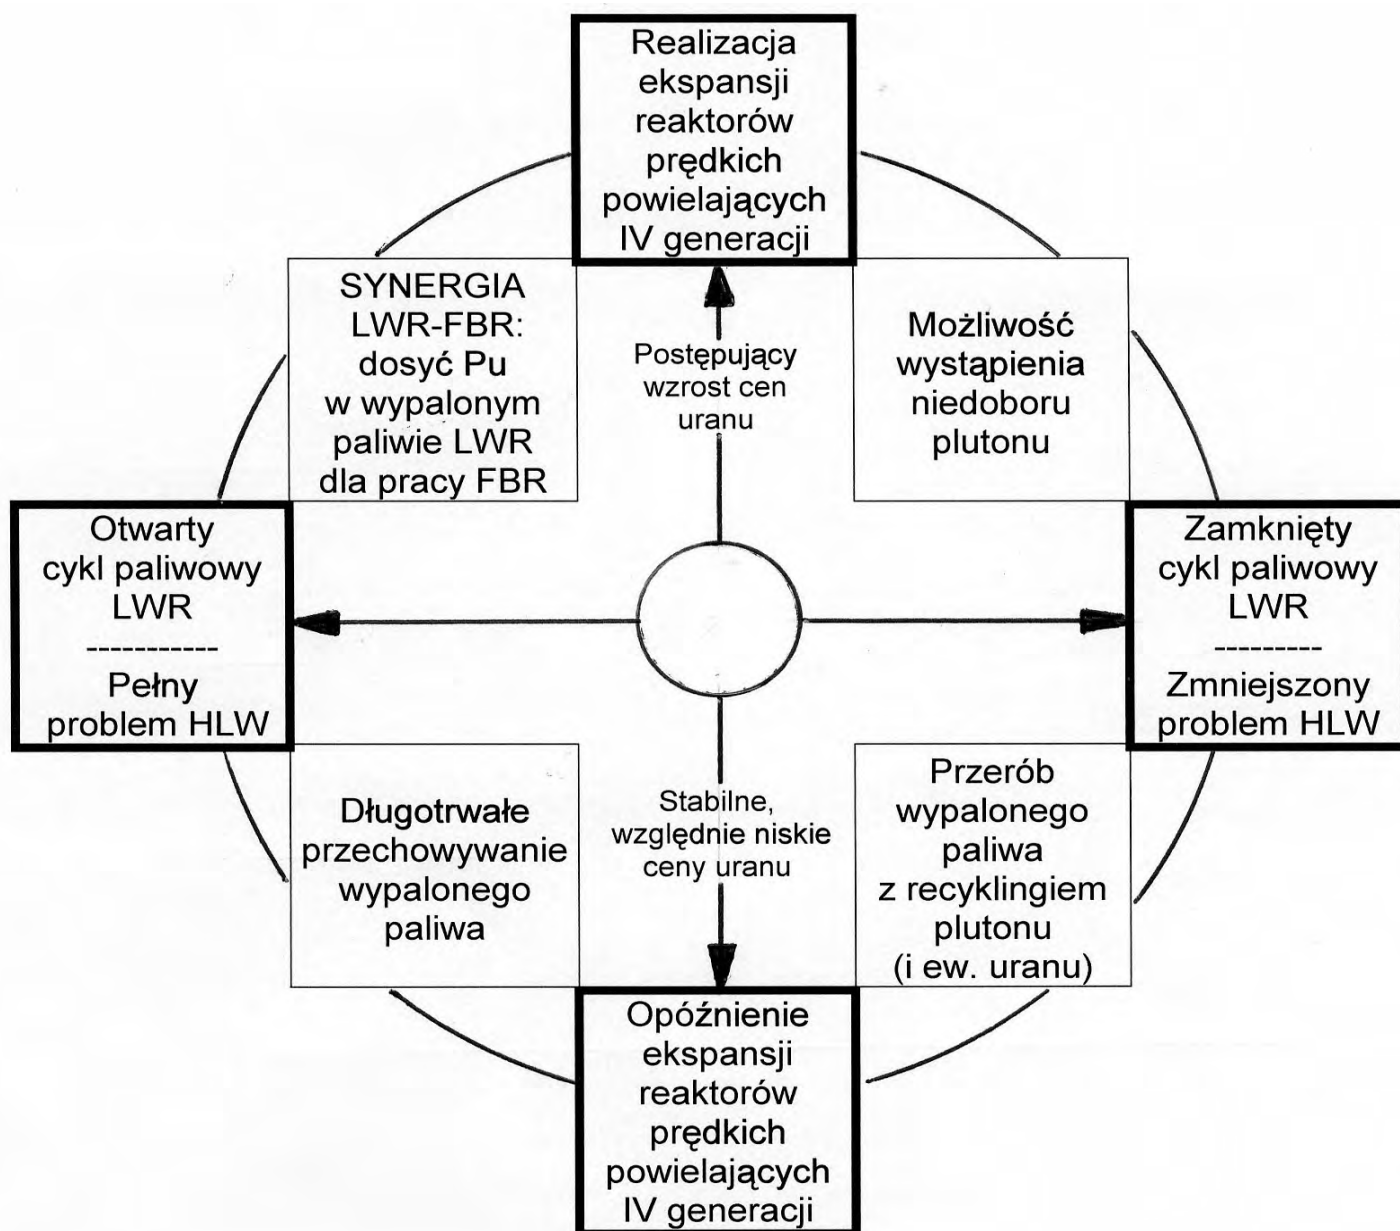 Realizacja
ekspansji
reaktorów
prędkich
powielających
IV generacji
SYNERGIA
LWR-FBR:
dosyć Pu
w wypalonym
paliwie LWR
dla pracy FBR
Postępujący
wzrost cen
uranu
Możliwość
wystąpienia
niedoboru
plutonu
Otwarty
cykl paliwowy
LWR
-----------
Pełny
problem HLW
Zamknięty
cykl paliwowy
LWR
---------
Zmniejszony
problem HLW
Długotrwałe
przechowywanie
wypalonego
paliwa
Stabilne,
względnie niskie
ceny uranu
Przerób
wypalonego
paliwa
z recyklingiem
plutonu
(i ew. uranu)
Opóźnienie
ekspansji
reaktorów
prędkich
powielających
IV generacji